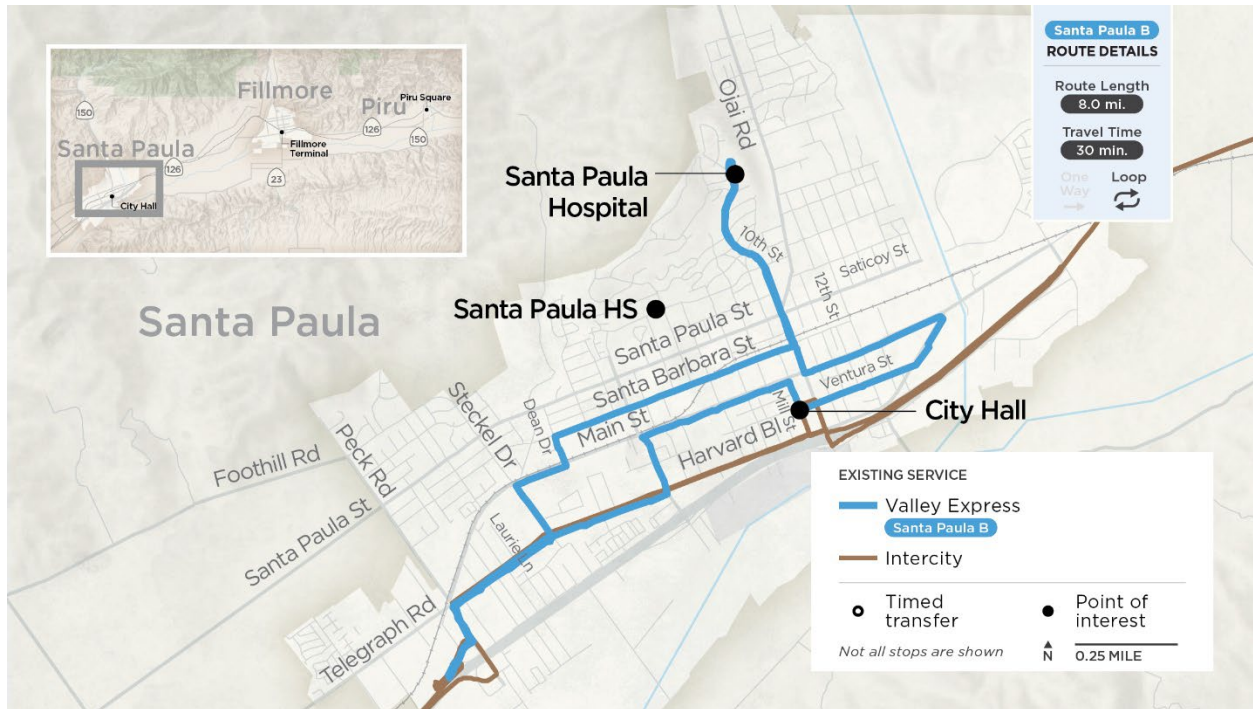 Santa Paula B
ROUTE DETAILS
Route Length
8.0 mi.
Travel Time
30 min.
One
Way
Loop
150
Fillmore
Piru
Piru Square
126
150
Fillmore
Terminal
Santa Paula
126
23
City Hall
Ojai Rd
Santa Paula
Hospital
10th St
12th St
Saticoy St
Santa Paula HS
Santa Paula
Santa Paula St
Santa Barbara St
Ventura St
Steckel Dr
Dean Dr
Main St
Mill St
City Hall
Harvard Bl
Peck Rd
Foothill Rd
Santa Paula St
Laurie Ln
Telegraph Rd
EXISTING SERVICE
Valley Express
Santa Paula B
Intercity
Timed
transfer
Point of
interest
Not all stops are shown
N
0.25 MILE